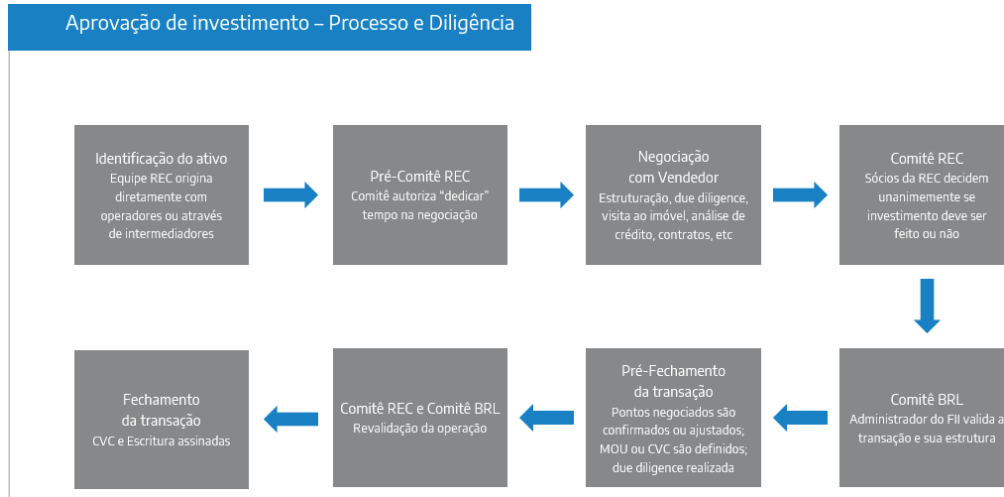 Aprovação de investimento – Processo e Diligência
Identificação do ativo
Equipe REC origina
diretamente com
operadores ou através
de intermediadores
Pré-Comitê REC
Comitê autoriza “dedicar”
tempo na negociação
Negociação
com Vendedor
Estruturação, due diligence,
visita ao imóvel, análise de
crédito, contratos, etc
Comitê REC
Sócios da REC decidem
unanimemente se
investimento deve ser
feito ou não
Comitê BRL
Administrador do FII valida a
transação e sua estrutura
Pré-Fechamento
da transação
Pontos negociados são
confirmados ou ajustados;
MOU ou CVC são definidos;
due diligence realizada
Comitê REC e Comitê BRL
Revalidação da operação
Fechamento
da transação
CVC e Escritura assinadas